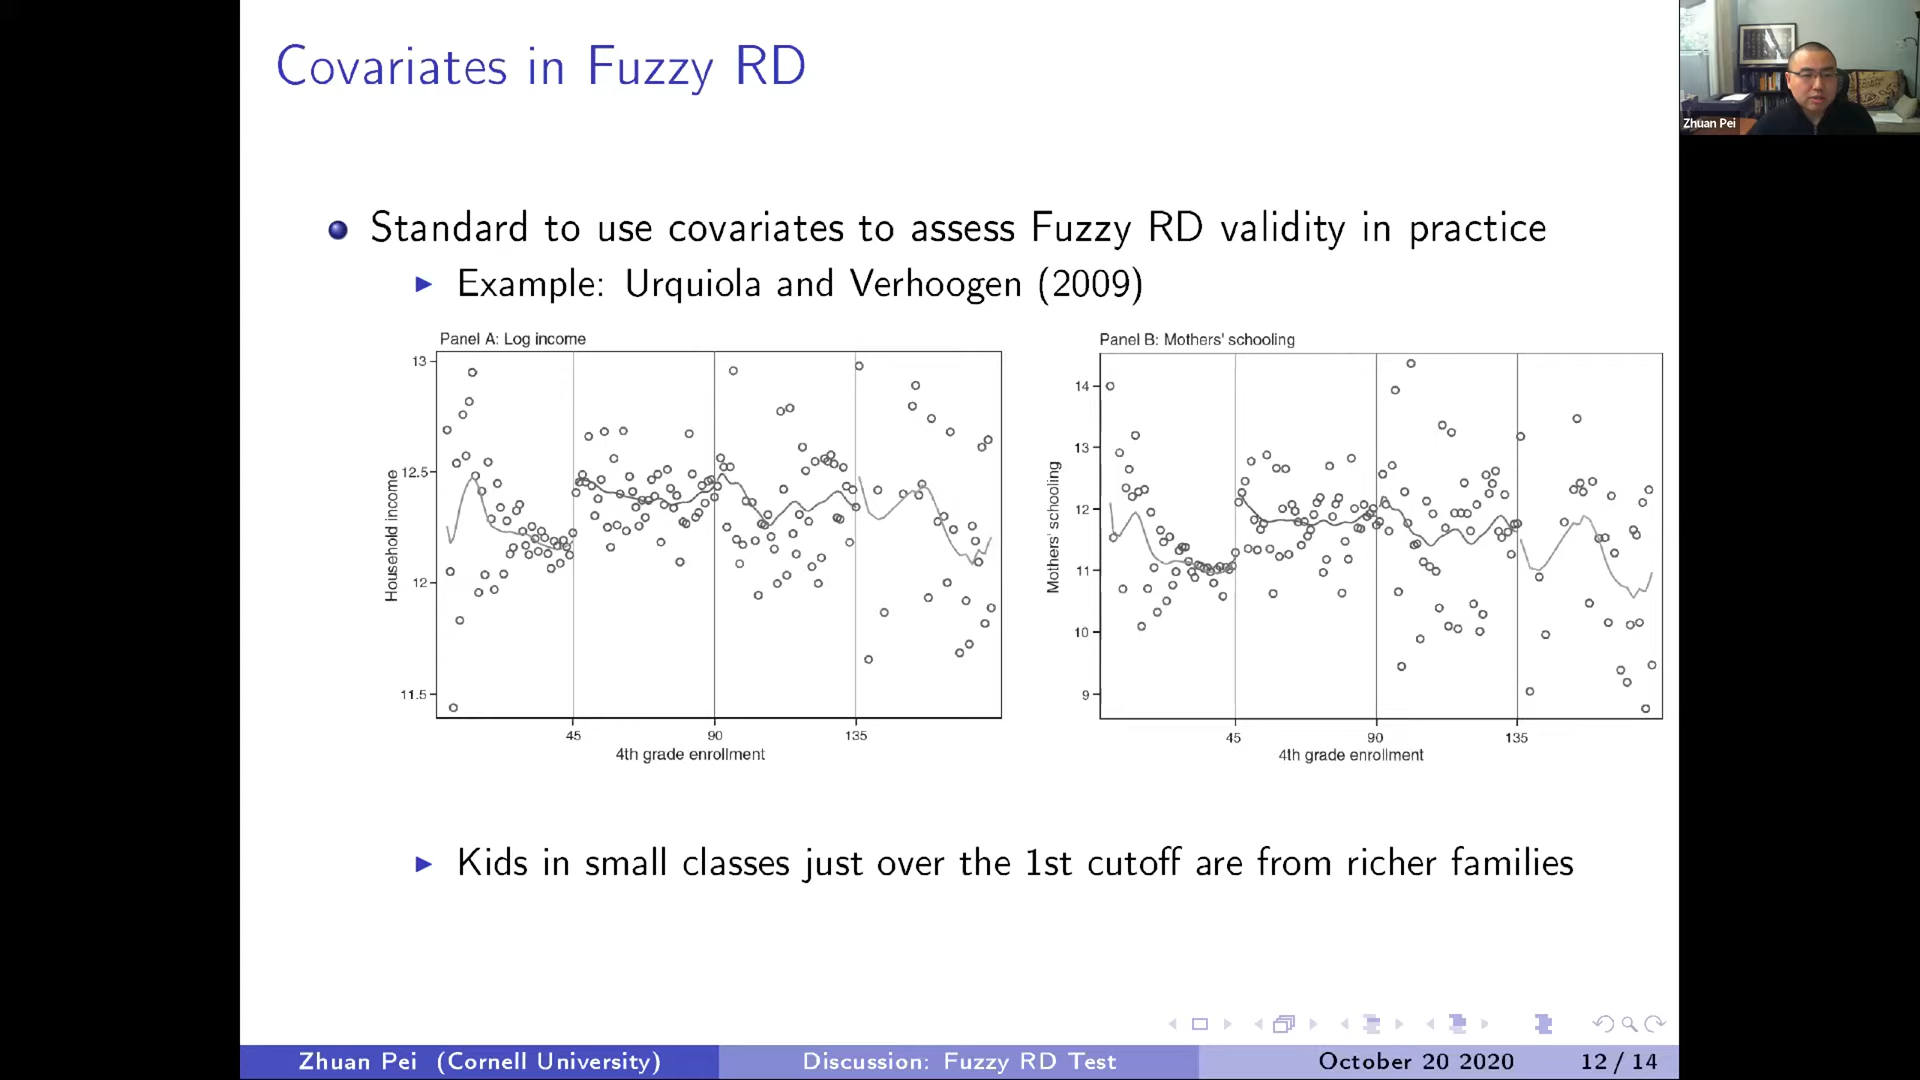 Covariates in Fuzzy RD
Zhuan Pei
Standard to use covariates to assess Fuzzy RD validity in practice
Example: Urquiola and Verhoogen (2009)
Panel A: Log income
13
12.5
12
11.5
Household income
45
90
135
4th grade enrollment
Panel B: Mothers' schooling
14
13
12
11
10
9
Mothers' schooling
45
90
135
4th grade enrollment
Kids in small classes just over the 1st cutoff are from richer families
Zhuan Pei (Cornell University)
Discussion: Fuzzy RD Test
October 20 2020
12 / 14